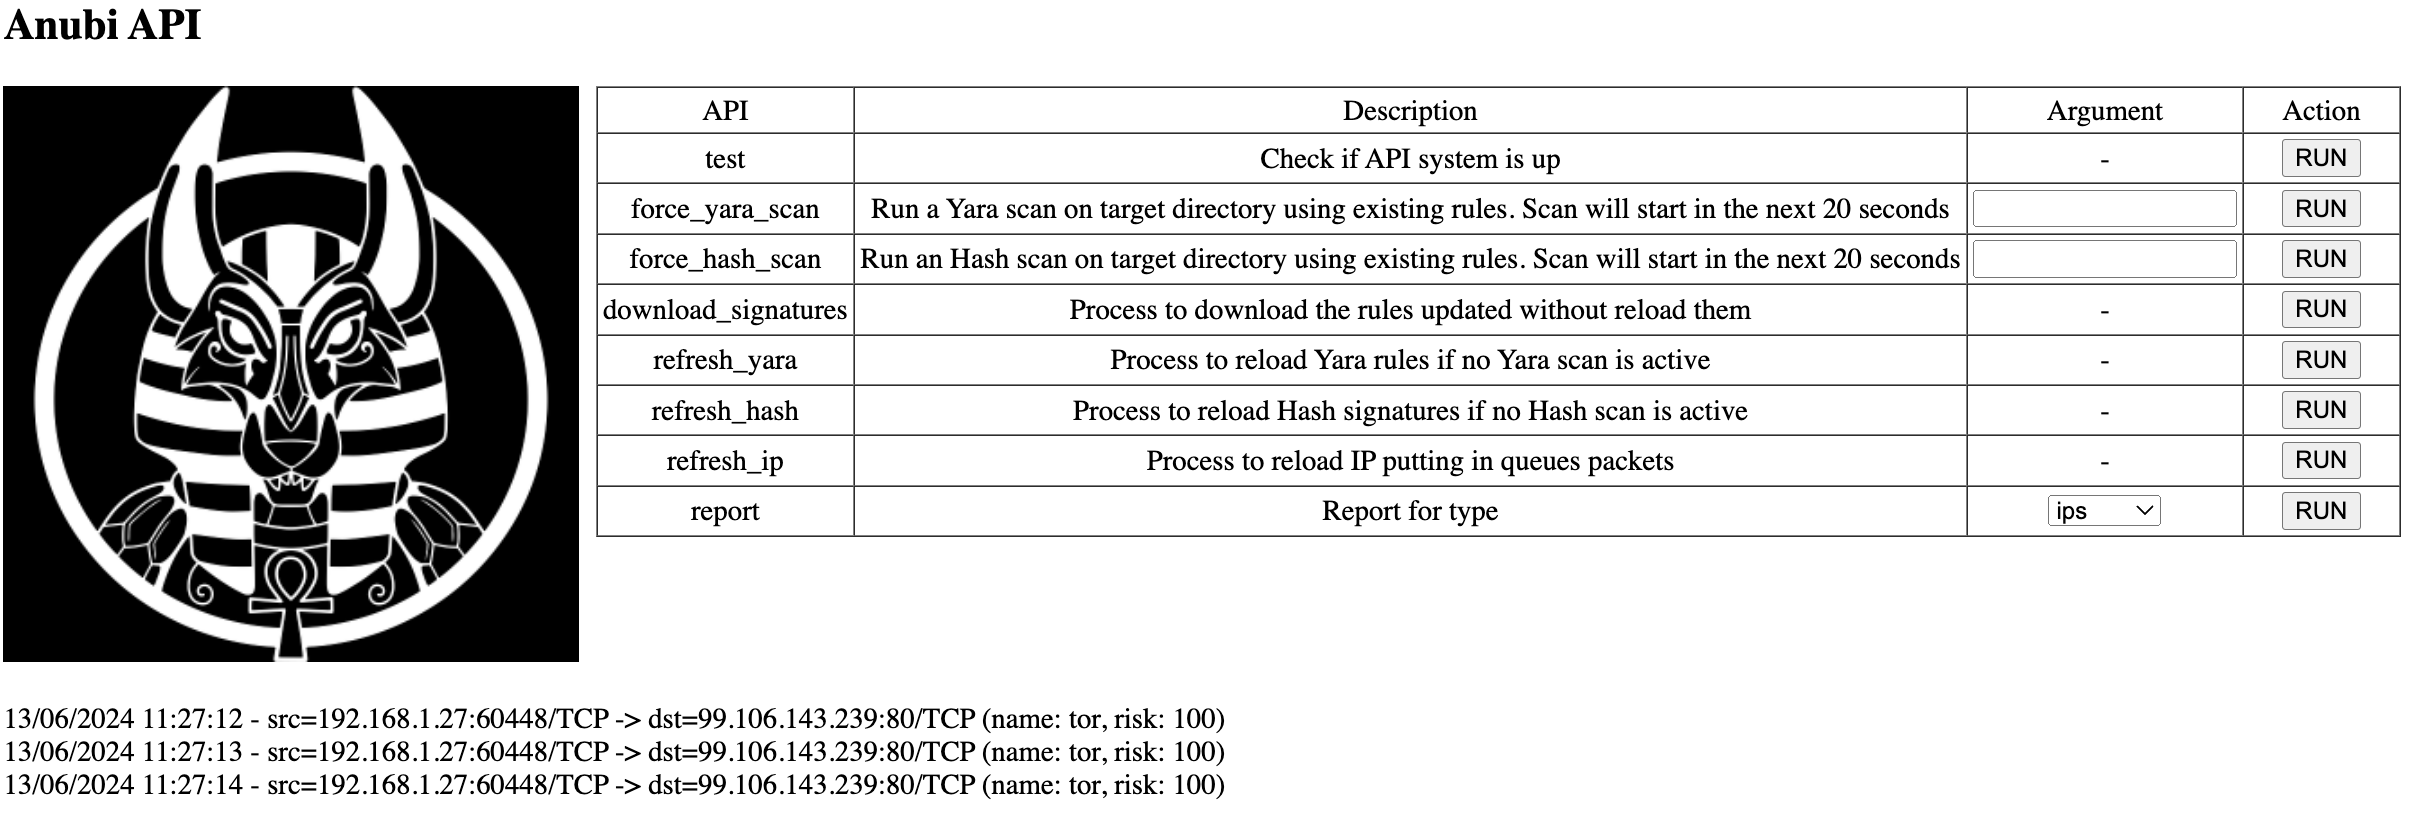 Anubi API
API Description Argument Action
test Check if API system is up - RUN
force_yara_scan Run a Yara scan on target directory using existing rules. Scan will start in the next 20 seconds RUN
force_hash_scan Run an Hash scan on target directory using existing rules. Scan will start in the next 20 seconds RUN
download_signatures Process to download the rules updated without reload them - RUN
refresh_yara Process to reload Yara rules if no Yara scan is active - RUN
refresh_hash Process to reload Hash signatures if no Hash scan is active - RUN
refresh_ip Process to reload IP putting in queues packets - RUN
report Report for type ips RUN
13/06/2024 11:27:12 - src=192.168.1.27:60448/TCP -> dst=99.106.143.239:80/TCP (name: tor, risk: 100)
13/06/2024 11:27:13 - src=192.168.1.27:60448/TCP -> dst=99.106.143.239:80/TCP (name: tor, risk: 100)
13/06/2024 11:27:14 - src=192.168.1.27:60448/TCP -> dst=99.106.143.239:80/TCP (name: tor, risk: 100)